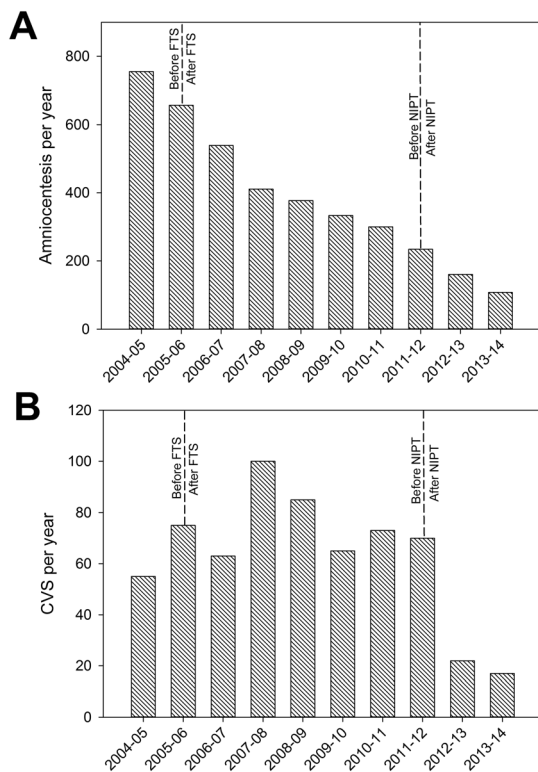 A
Amniocentesis per year
800
600
400
200
0
Before FTS
After FTS
Before NIPT
After NIPT
2004-05
2005-06
2006-07
2007-08
2008-09
2009-10
2010-11
2011-12
2012-13
2013-14
B
CVS per year
120
100
80
60
40
20
0
Before FTS
After FTS
Before NIPT
After NIPT
2004-05
2005-06
2006-07
2007-08
2008-09
2009-10
2010-11
2011-12
2012-13
2013-14